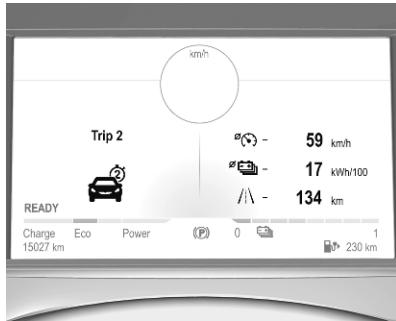 km/h
Trip 2
2
Ø - 59 km/h
Ø - 17 kWh/100
- 134 km
READY
Charge Eco Power (P) 0 1
15027 km 230 km